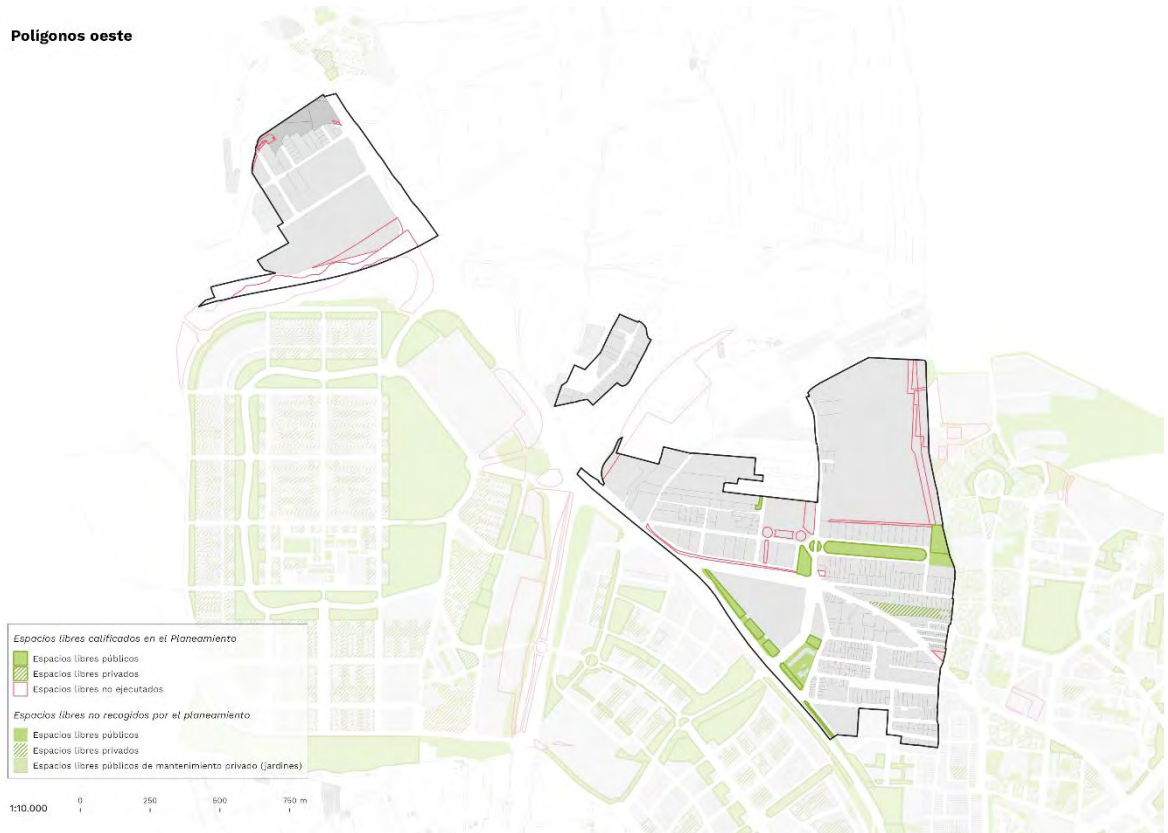 Polígonos oeste
Espacios libres calificados en el Planeamiento
Espacios libres públicos
Espacios libres privados
Espacios libres no ejecutados
Espacios libres no recogidos por el planeamiento
Espacios libres públicos
Espacios libres privados
Espacios libres públicos de mantenimiento privado (jardines)
1:10.000
0 250 500 750 m